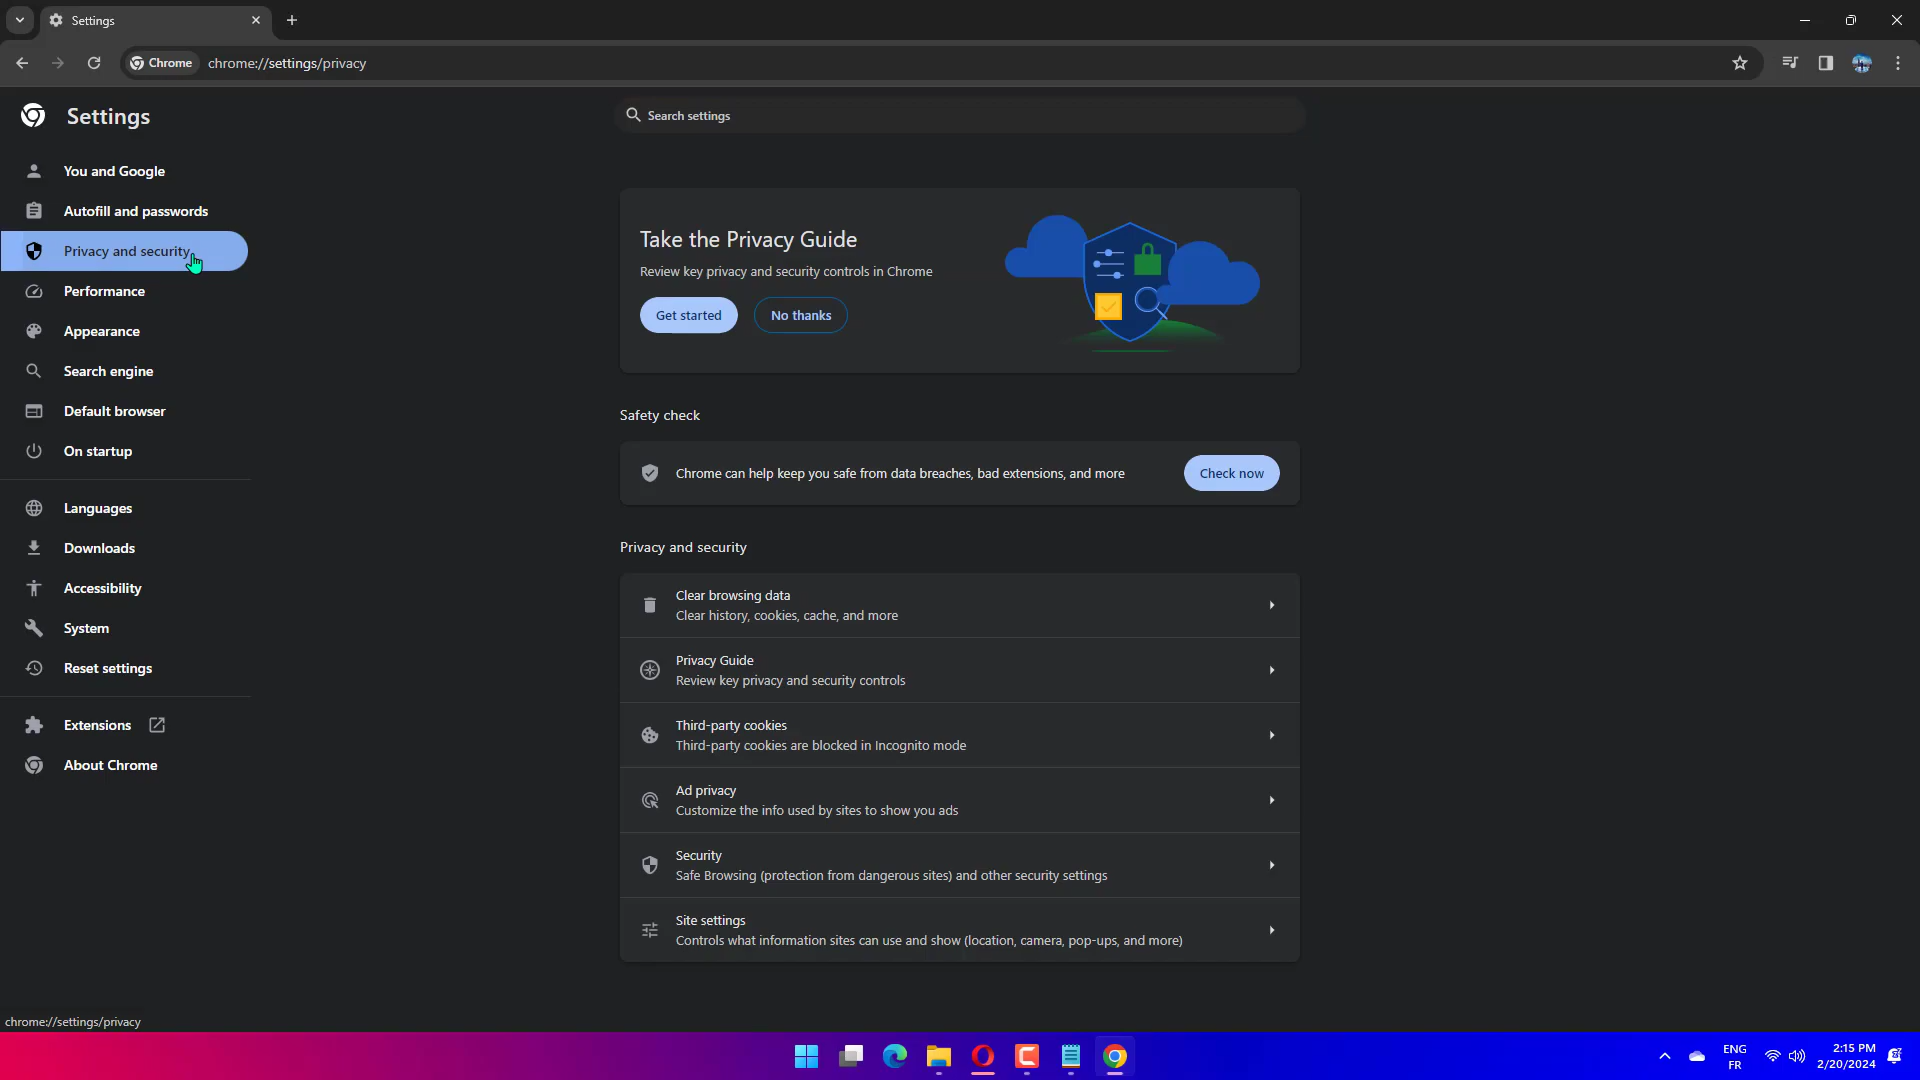 Settings
Chrome
chrome://settings/privacy
Settings
Search settings
You and Google
Autofill and passwords
Privacy and security
Performance
Appearance
Search engine
Default browser
On startup
Languages
Downloads
Accessibility
System
Reset settings
Extensions
About Chrome
Take the Privacy Guide
Review key privacy and security controls in Chrome
Get started
No thanks
Safety check
Chrome can help keep you safe from data breaches, bad extensions, and more
Check now
Privacy and security
Clear browsing data
Clear history, cookies, cache, and more
Privacy Guide
Review key privacy and security controls
Third-party cookies
Third-party cookies are blocked in Incognito mode
Ad privacy
Customize the info used by sites to show you ads
Security
Safe Browsing (protection from dangerous sites) and other security settings
Site settings
Controls what information sites can use and show (location, camera, pop-ups, and more)
chrome://settings/privacy
ENG
FR
2:15 PM
2/20/2024